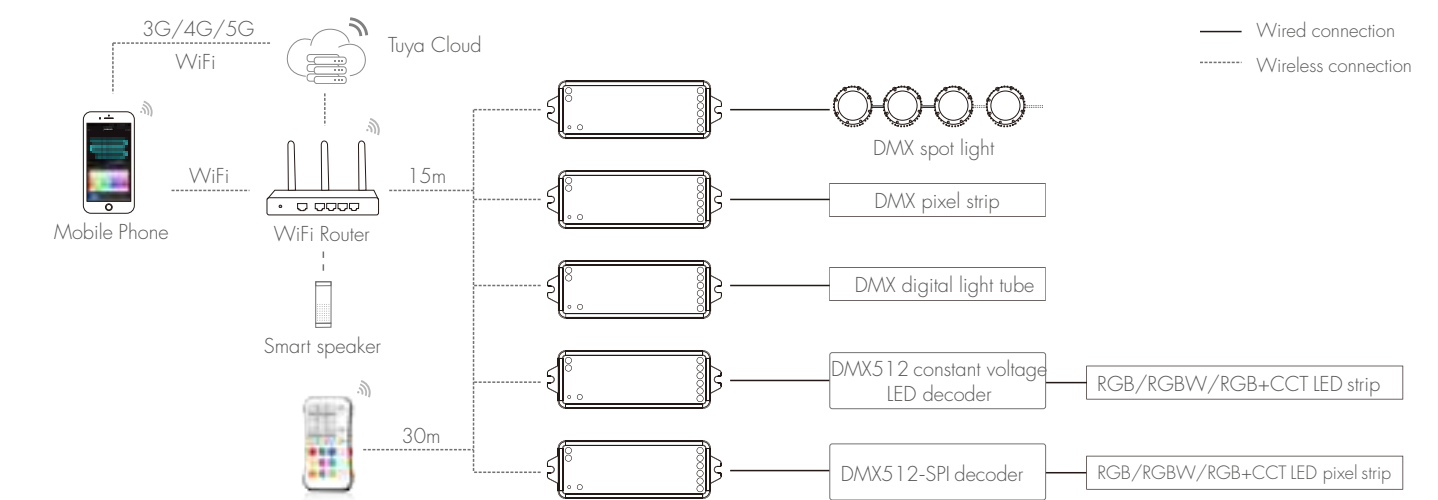 3G/4G/5G
WiFi
Tuya Cloud
Wired connection
Wireless connection
DMX spot light
WiFi
15m
DMX pixel strip
Mobile Phone
WiFi Router
DMX digital light tube
Smart speaker
DMX512 constant voltage
LED decoder
RGB/RGBW/RGB+CCT LED strip
30m
DMX512-SPI decoder
RGB/RGBW/RGB+CCT LED pixel strip